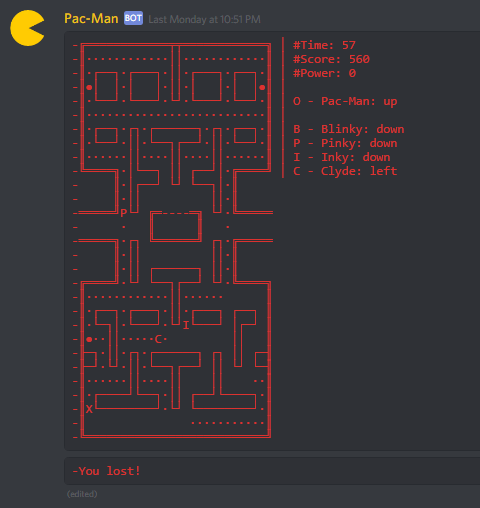 Pac-Man BOT Last Monday at 10:51 PM
#Time: 57
#Score: 560
#Power: 0
O - Pac-Man: up
B - Blinky: down
P - Pinky: down
I - Inky: down
C - Clyde: left
P
I
C
X
-You lost!
(edited)